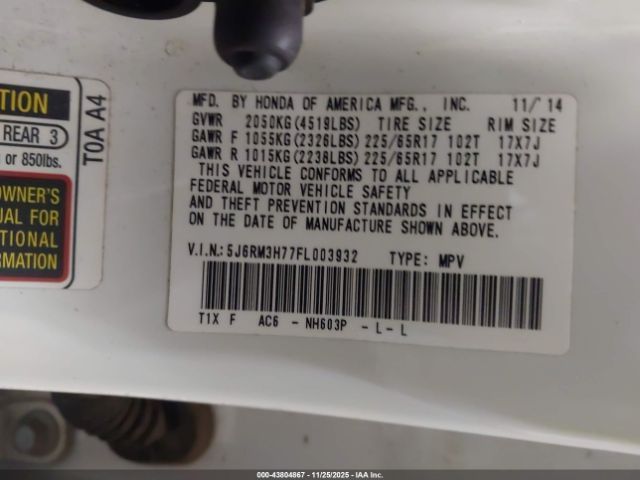 TION
REAR 3
or 850lbs.
TOA A4
OWNER'S
UAL FOR
TIONAL
FORMATION
MFD. BY HONDA OF AMERICA MFG., INC. 11/'14
GVWR 2050KG(4519LBS) TIRE SIZE RIM SIZE
GAWR F 1055KG(2326LBS) 225/65R17 102T 17X7J
GAWR R 1015KG(2238LBS) 225/65R17 102T 17X7J
THIS VEHICLE CONFORMS TO ALL APPLICABLE
FEDERAL MOTOR VEHICLE SAFETY
AND THEFT PREVENTION STANDARDS IN EFFECT
ON THE DATE OF MANUFACTURE SHOWN ABOVE.
V.I.N.:5J6RM3H77FL003932 TYPE: MPV
T1X F AC6 - NH603P - L - L
000-43804867 | 11/25/2025 | IAA Inc.